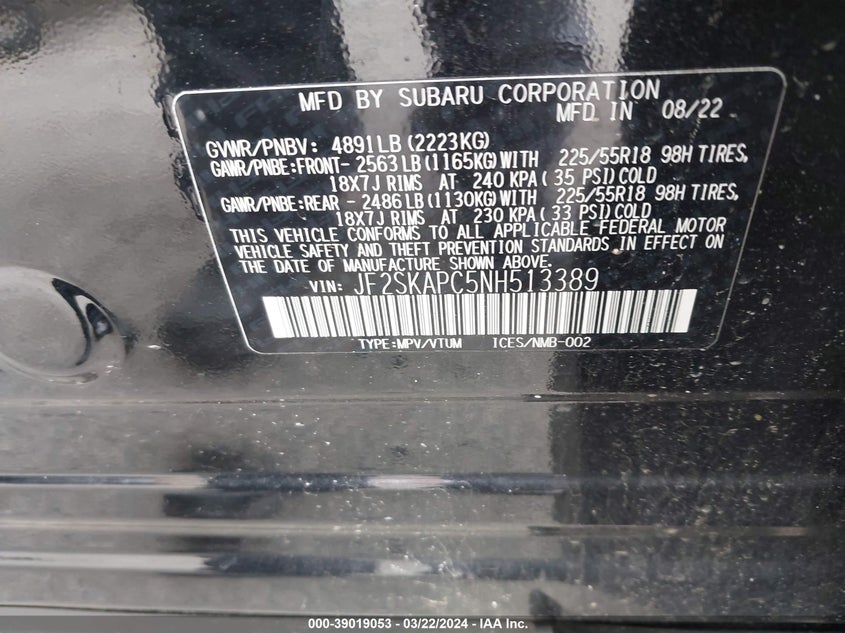 MFD BY SUBARU CORPORATION
MFD IN 08/22
GVWR/PNBV: 4891LB(2223KG)
GAWR/PNBE:FRONT- 2563LB(1165KG)WITH 225/55R18 98H TIRES,
18X7J RIMS AT 240 KPA( 35 PSI)COLD
GAWR/PNBE:REAR - 2486LB(1130KG)WITH 225/55R18 98H TIRES,
18X7J RIMS AT 230 KPA( 33 PSI)COLD
THIS VEHICLE CONFORMS TO ALL APPLICABLE FEDERAL MOTOR
VEHICLE SAFETY AND THEFT PREVENTION STANDARDS IN EFFECT ON
THE DATE OF MANUFACTURE SHOWN ABOVE.
VIN: JF2SKAPC5NH513389
TYPE:MPV/VTUM ICES/NMB-002
000-39019053 - 03/22/2024 - IAA Inc.